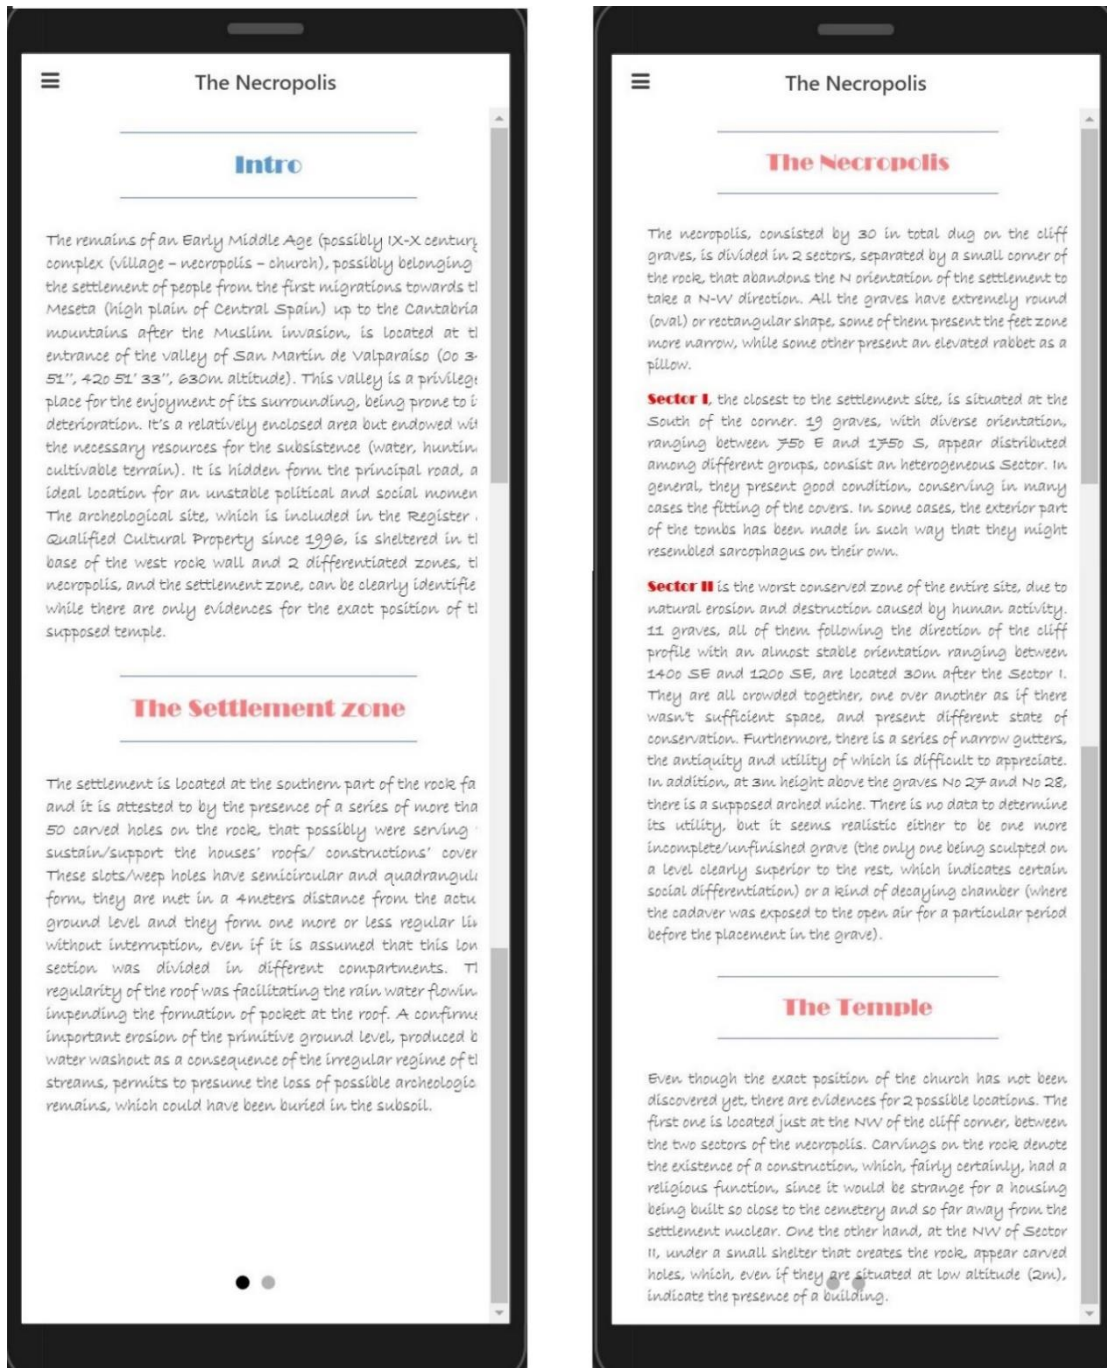 The Necropolis
Intro
The remains of an Early Middle Age (possibly IX-X century
complex (village – necropolis – church), possibly belonging
the settlement of people from the first migrations towards
Meseta (high plain of Central Spain) up to the Cantabria
mountains after the Muslim invasion, is located at
entrance of the valley of San Martin de Valparaiso (0o
51'', 42o 51' 33'', 630m altitude). This valley is a privileg
place for the enjoyment of its surrounding, being prone to
deterioration. It's a relatively enclosed area but endowed
the necessary resources for the subsistence (water, huntin
cultivable terrain). It is hidden form the principal road, a
ideal location for an unstable political and social momen
The archeological site, which is included in the Register
Qualified Cultural Property since 1996, is sheltered in
base of the west rock wall and 2 differentiated zones,
necropolis, and the settlement zone, can be clearly identifie
while there are only evidences for the exact position of
supposed temple.
The Settlement zone
The settlement is located at the southern part of the rock fa
and it is attested to by the presence of a series of more tha
50 carved holes on the rock, that possibly were serving
sustain/support the houses' roofs/ constructions' cover
These slots/weep holes have semicircular and quadrangul
form, they are met in a 4meters distance from the actu
ground level and they form one more or less regular
without interruption, even if it is assumed that this lon
section was divided in different compartments.
regularity of the roof was facilitating the rain water flowin
impending the formation of pocket at the roof. A confirm
important erosion of the primitive ground level, produced b
water washout as a consequence of the irregular regime of
streams, permits to presume the loss of possible archeologic
remains, which could have been buried in the subsoil.
The Necropolis
The Necropolis
The necropolis, consisted by 30 in total dug on the cliff
graves, is divided in 2 sectors, separated by a small corner of
the rock, that abandons the N orientation of the settlement to
take a N-W direction. All the graves have extremely round
(oval) or rectangular shape, some of them present the feet zone
more narrow, while some other present an elevated rabbet as a
pillow.
Sector I, the closest to the settlement site, is situated at the
South of the corner. 19 graves, with diverse orientation,
ranging between 750 E and 1750 S, appear distributed
among different groups, consist an heterogeneous Sector. In
general, they present good condition, conserving in many
cases the fitting of the covers. In some cases, the exterior part
of the tombs has been made in such way that they might
resembled sarcophagus on their own.
Sector II is the worst conserved zone of the entire site, due to
natural erosion and destruction caused by human activity.
11 graves, all of them following the direction of the cliff
profile with an almost stable orientation ranging between
140o SE and 120o SE, are located 30m after the Sector I.
They are all crowded together, one over another as if there
wasn't sufficient space, and present different state of
conservation. Furthermore, there is a series of narrow gutters,
the antiquity and utility of which is difficult to appreciate.
In addition, at 3m height above the graves No 27 and No 28,
there is a supposed arched niche. There is no data to determine
its utility, but it seems realistic either to be one more
incomplete/unfinished grave (the only one being sculpted on
a level clearly superior to the rest, which indicates certain
social differentiation) or a kind of decaying chamber (where
the cadaver was exposed to the open air for a particular period
before the placement in the grave).
The Temple
Even though the exact position of the church has not been
discovered yet, there are evidences for 2 possible locations. The
first one is located just at the NW of the cliff corner, between
the two sectors of the necropolis. Carvings on the rock denote
the existence of a construction, which, fairly certainly, had a
religious function, since it would be strange for a housing
being built so close to the cemetery and so far away from the
settlement nuclear. One the other hand, at the NW of Sector
II, under a small shelter that creates the rock, appear carved
holes, which, even if they are situated at low altitude (2m),
indicate the presence of a building.